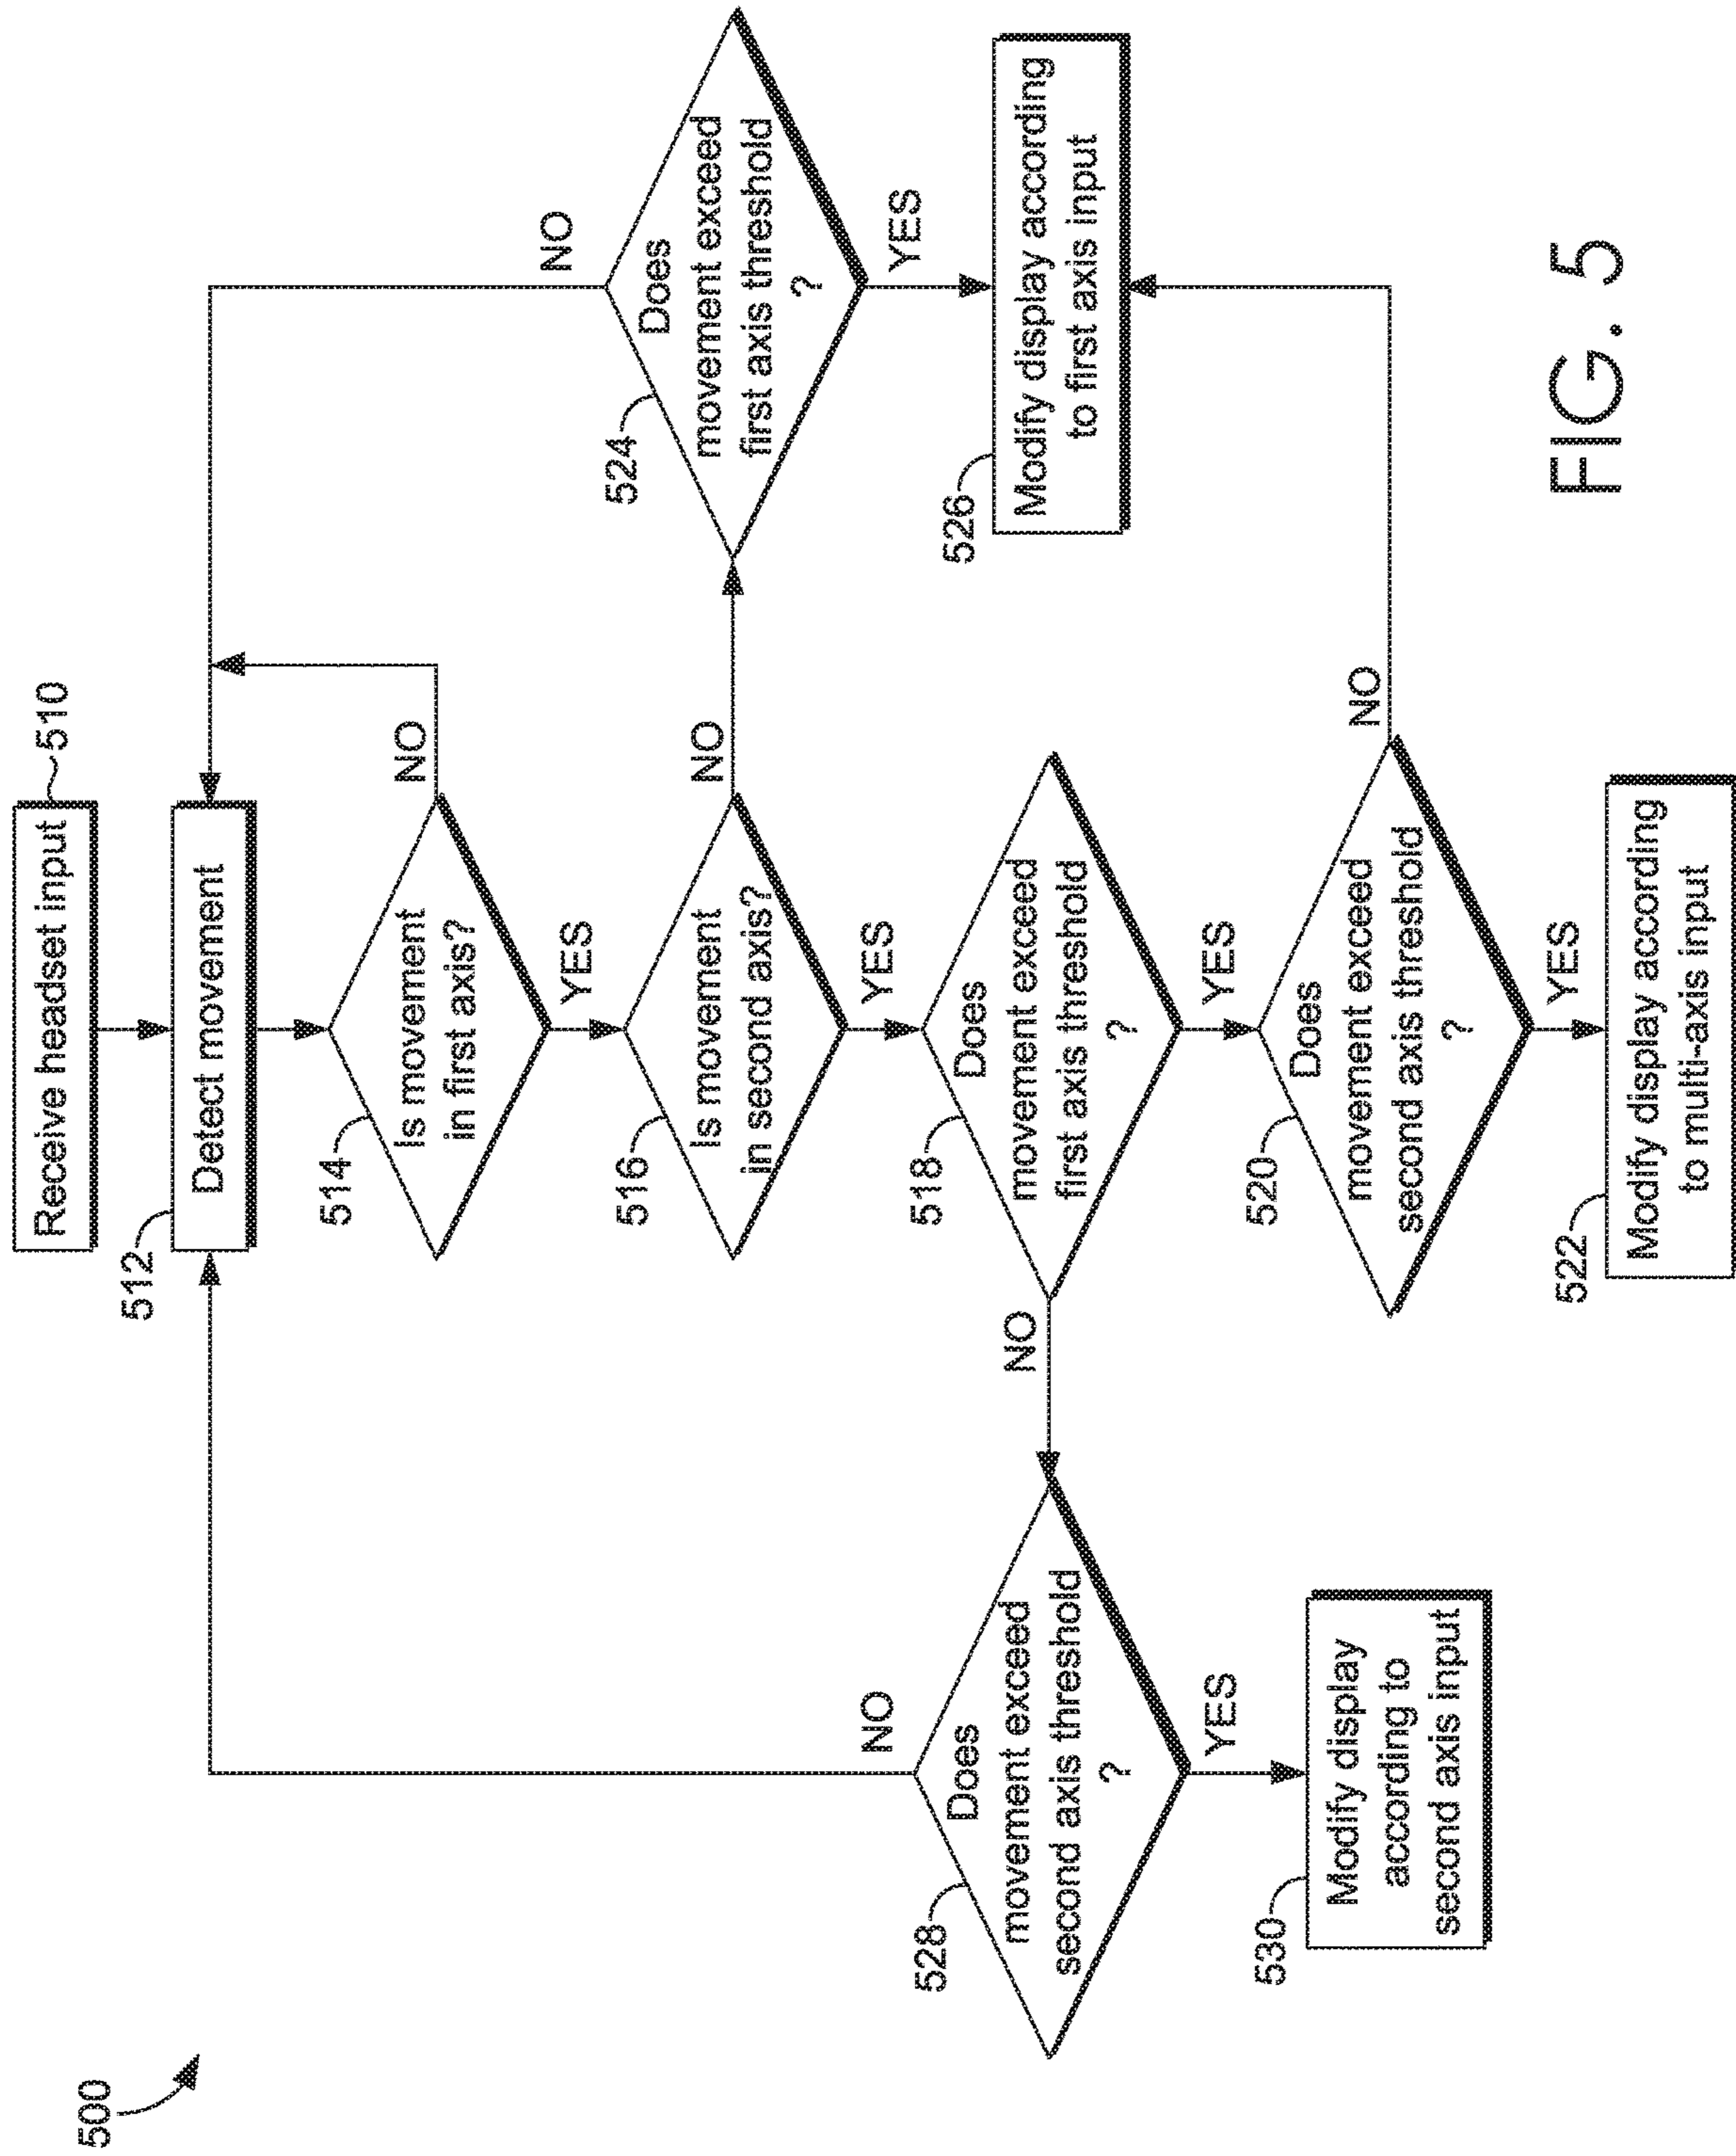 500
Receive headset input
510
512
Detect movement
514
Is movement
in first axis?
NO
YES
516
Is movement
in second axis?
NO
YES
524
Does
movement exceed
first axis threshold
?
NO
YES
526
Modify display according
to first axis input
518
Does
movement exceed
first axis threshold
?
NO
YES
528
Does
movement exceed
second axis threshold
?
NO
YES
530
Modify display
according to
second axis input
520
Does
movement exceed
second axis threshold
?
NO
YES
522
Modify display according
to multi-axis input
FIG. 5